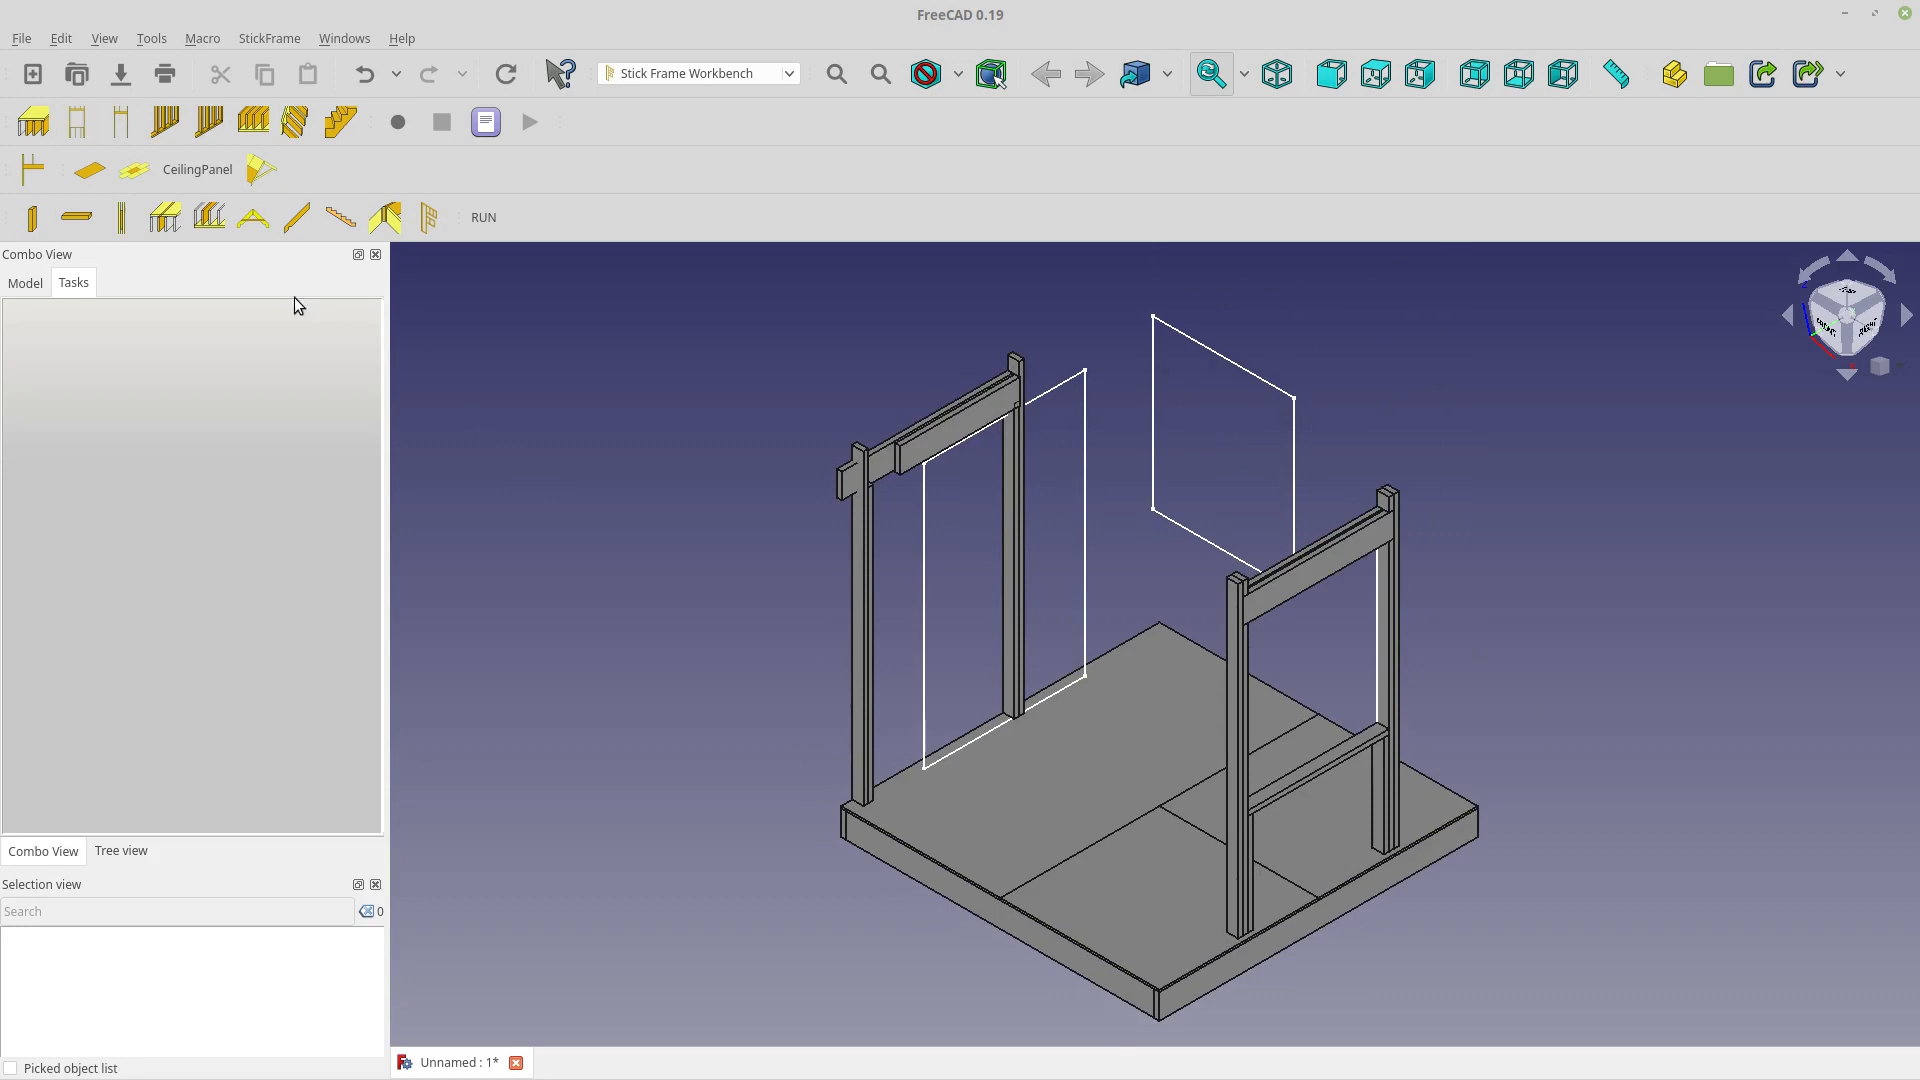 FreeCAD 0.19
File Edit View Tools Macro StickFrame Windows Help
Stick Frame Workbench
CeilingPanel
RUN
Combo View
Model Tasks
Combo View Tree view
Selection view
Search 0
Picked object list
Unnamed : 1*